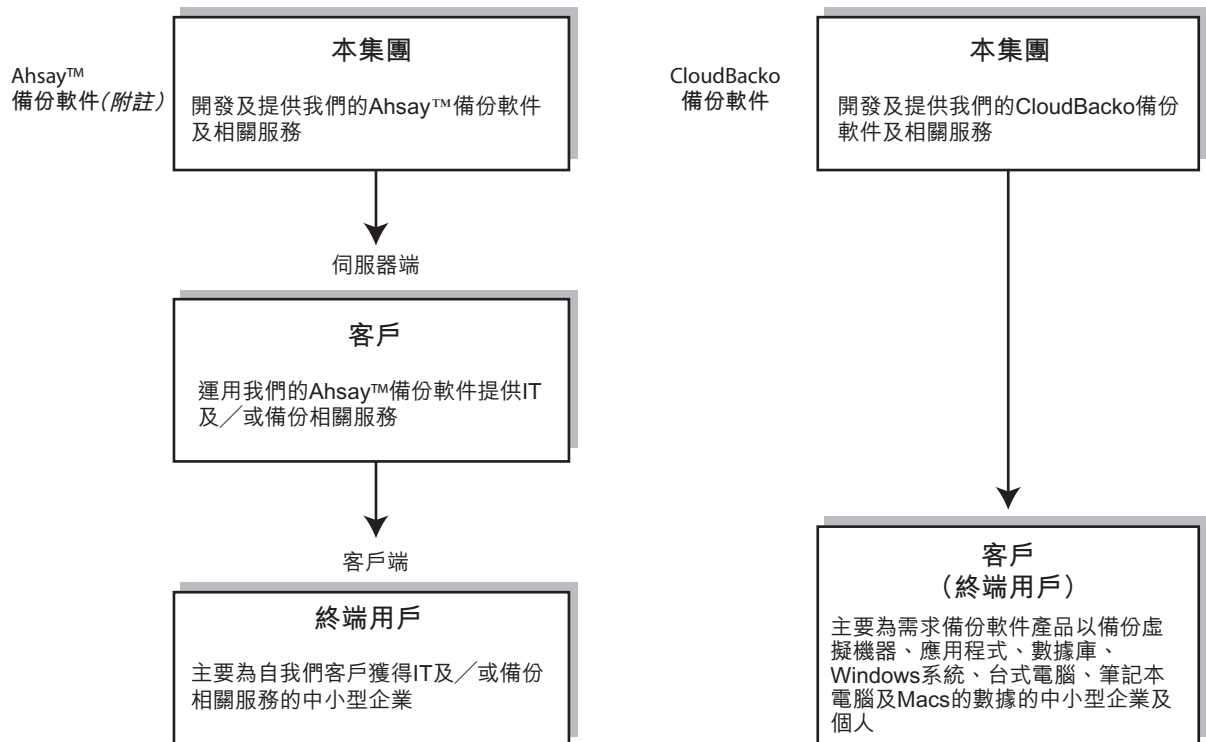 Ahsay™
備份軟件(附註)
本集團
開發及提供我們的Ahsay™備份軟件
及相關服務
伺服器端
客戶
運用我們的Ahsay™備份軟件提供IT
及／或備份相關服務
客戶端
終端用戶
主要為自我們客戶獲得IT及／或備份
相關服務的中小型企業
CloudBacko
備份軟件
本集團
開發及提供我們的CloudBacko備份
軟件及相關服務
客戶
（終端用戶）
主要為需求備份軟件產品以備份虛
擬機器、應用程式、數據庫、
Windows系統、台式電腦、筆記本
電腦及Macs的數據的中小型企業及
個人